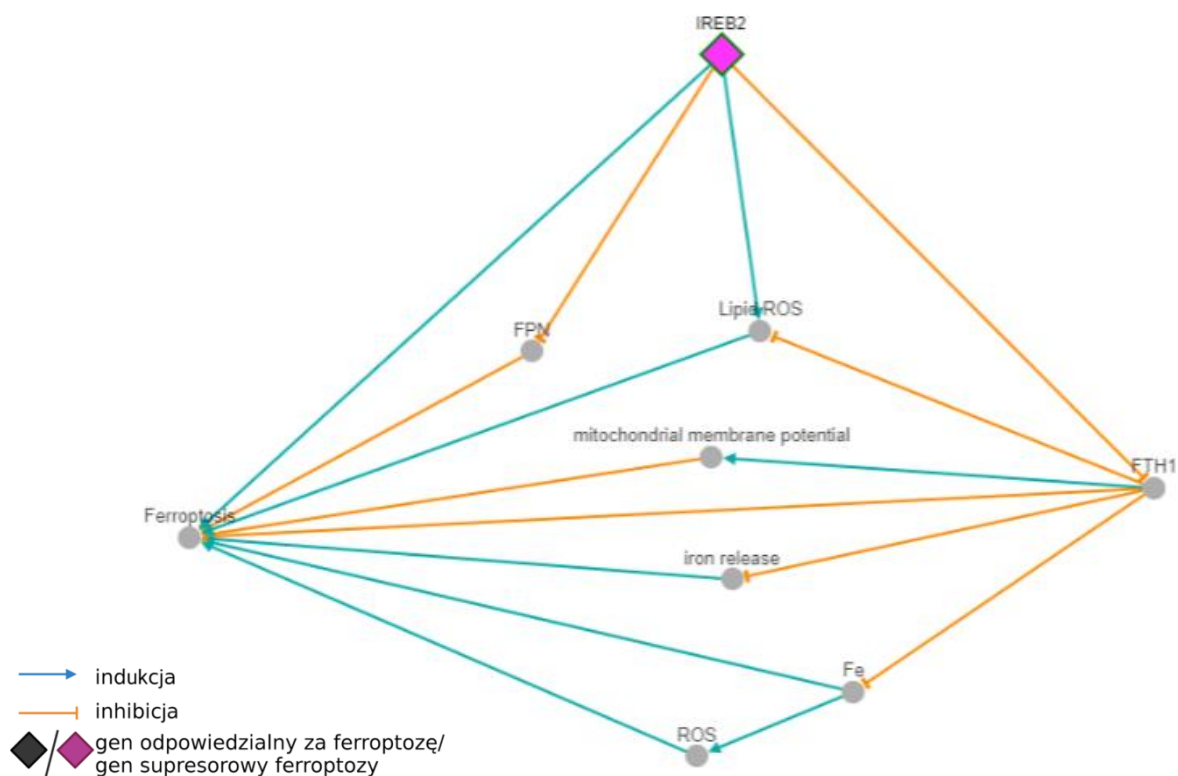 IREB2
Lipid ROS
FPN
mitochondrial membrane potential
FTH1
Ferroptosis
iron release
Fe
ROS
indukcja
inhibicja
gen odpowiedzialny za ferroptozę/
gen supresorowy ferroptozy